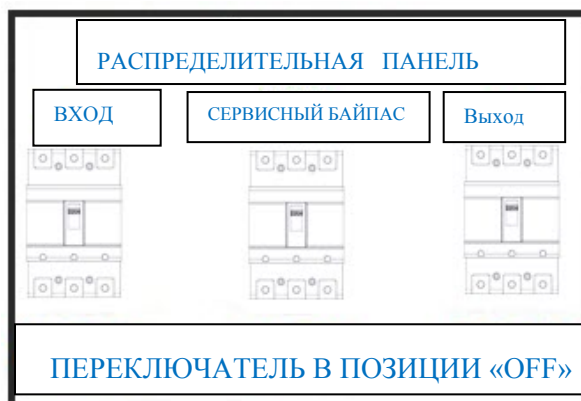 РАСПРЕДЕЛИТЕЛЬНАЯ ПАНЕЛЬ
ВХОД
СЕРВИСНЫЙ БАЙПАС
Выход
ПЕРЕКЛЮЧАТЕЛЬ В ПОЗИЦИИ «OFF»